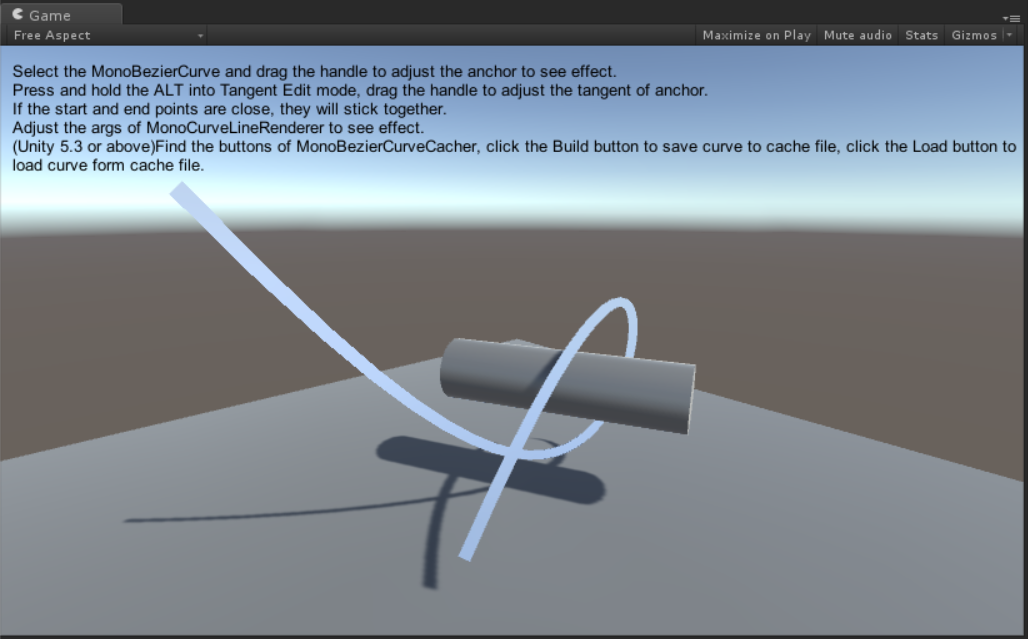 Game
Free Aspect Maximize on Play Mute audio Stats Gizmos
Select the MonoBezierCurve and drag the handle to adjust the anchor to see effect.
Press and hold the ALT into Tangent Edit mode, drag the handle to adjust the tangent of anchor.
If the start and end points are close, they will stick together.
Adjust the args of MonoCurveLineRenderer to see effect.
(Unity 5.3 or above)Find the buttons of MonoBezierCurveCacher, click the Build button to save curve to cache file, click the Load button to
load curve form cache file.